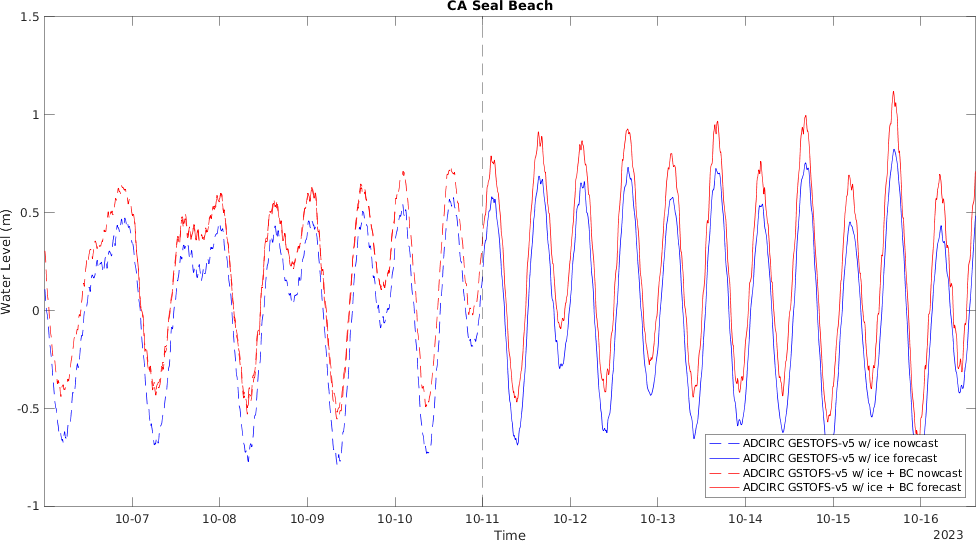 CA Seal Beach
1.5
1
0.5
0
-0.5
-1
Water Level (m)
ADCIRC GESTOFS-v5 w/ ice nowcast
ADCIRC GESTOFS-v5 w/ ice forecast
ADCIRC GSTOFS-v5 w/ ice + BC nowcast
ADCIRC GSTOFS-v5 w/ ice + BC forecast
10-07 10-08 10-09 10-10 10-11 10-12 10-13 10-14 10-15 10-16
Time
2023